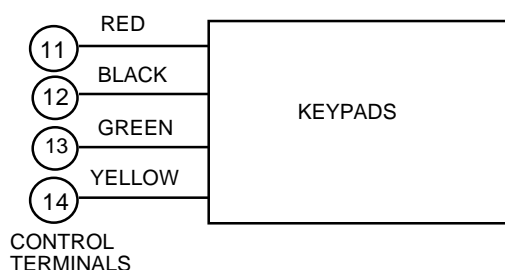 RED
11
BLACK
12
KEYPADS
GREEN
13
YELLOW
14
CONTROL
TERMINALS